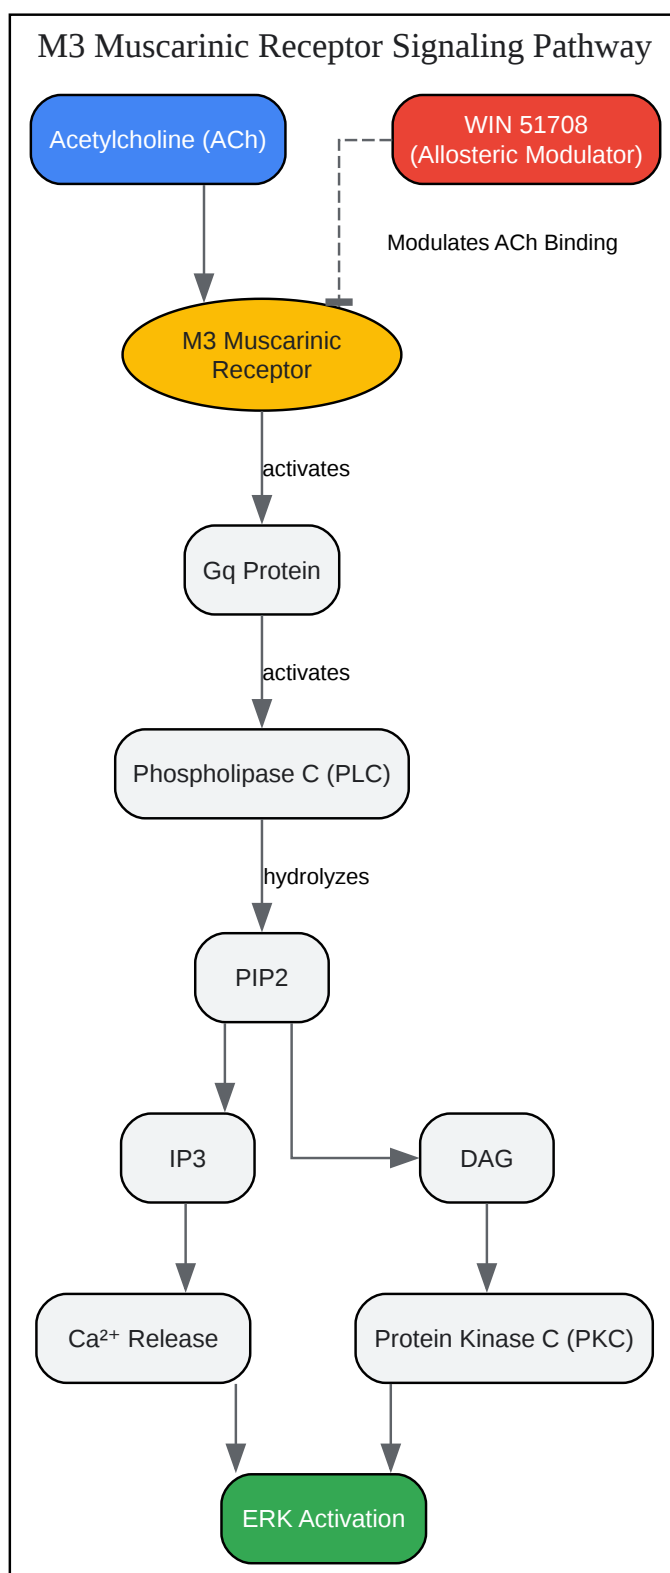 M3 Muscarinic Receptor Signaling Pathway
Acetylcholine (ACh)
WIN 51708
(Allosteric Modulator)
Modulates ACh Binding
M3 Muscarinic
Receptor
activates
Gq Protein
activates
Phospholipase C (PLC)
hydrolyzes
PIP2
IP3
DAG
Ca²⁺ Release
Protein Kinase C (PKC)
ERK Activation